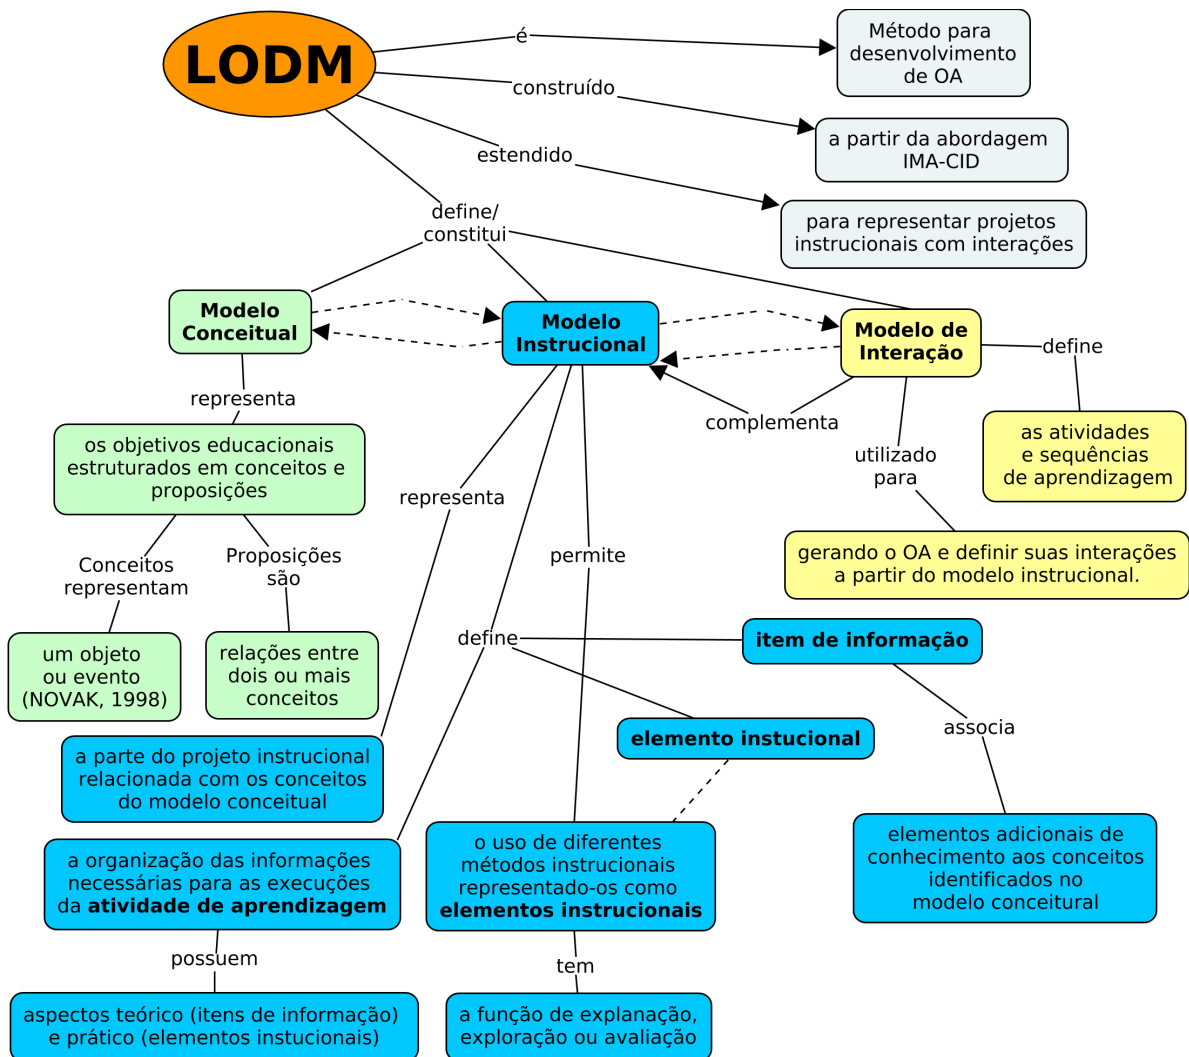 LODM
é
Método para
desenvolvimento
de OA
construído
a partir da abordagem
IMA-CID
estendido
para representar projetos
instrucionais com interações
define/
constitui
Modelo
Conceitual
Modelo
Instrucional
Modelo de
Interação
define
as atividades
e sequências
de aprendizagem
complementa
utilizado
para
gerando o OA e definir suas interações
a partir do modelo instrucional.
representa
os objetivos educacionais
estruturados em conceitos e
proposições
Conceitos
representam
Proposições
são
um objeto
ou evento
(NOVAK, 1998)
relações entre
dois ou mais
conceitos
representa
permite
define
item de informação
elemento instucional
associa
a parte do projeto instrucional
relacionada com os conceitos
do modelo conceitual
a organização das informações
necessárias para as execuções
da atividade de aprendizagem
o uso de diferentes
métodos instrucionais
representado-os como
elementos instrucionais
elementos adicionais de
conhecimento aos conceitos
identificados no
modelo conceitural
possuem
tem
aspectos teórico (itens de informação)
e prático (elementos instucionais)
a função de explanação,
exploração ou avaliação